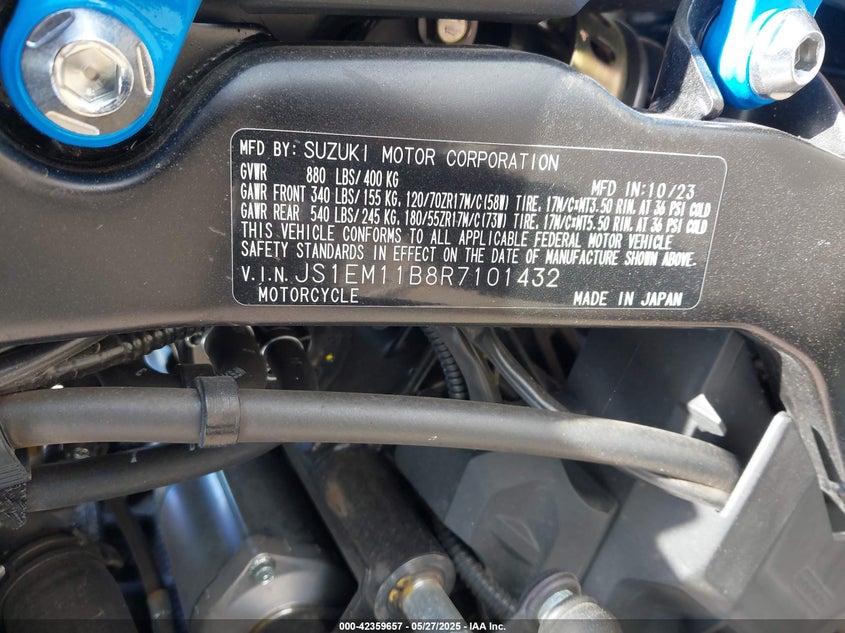 MFD BY: SUZUKI MOTOR CORPORATION
GVWR 880 LBS/400 KG MFD IN:10/23
GAWR FRONT 340 LBS/155 KG, 120/70ZR17M/C(58W) TIRE, 17M/C×MT3.50 RIM, AT 36 PSI COLD
GAWR REAR 540 LBS/245 KG, 180/55ZR17M/C(73W) TIRE, 17M/C×MT5.50 RIM, AT 36 PSI COLD
THIS VEHICLE CONFORMS TO ALL APPLICABLE FEDERAL MOTOR VEHICLE
SAFETY STANDARDS IN EFFECT ON THE DATE OF MANUFACTURE SHOWN ABOVE.
V.I.N. JS1EM11B8R7101432
MOTORCYCLE MADE IN JAPAN
000-42359657 - 05/27/2025 - IAA Inc.